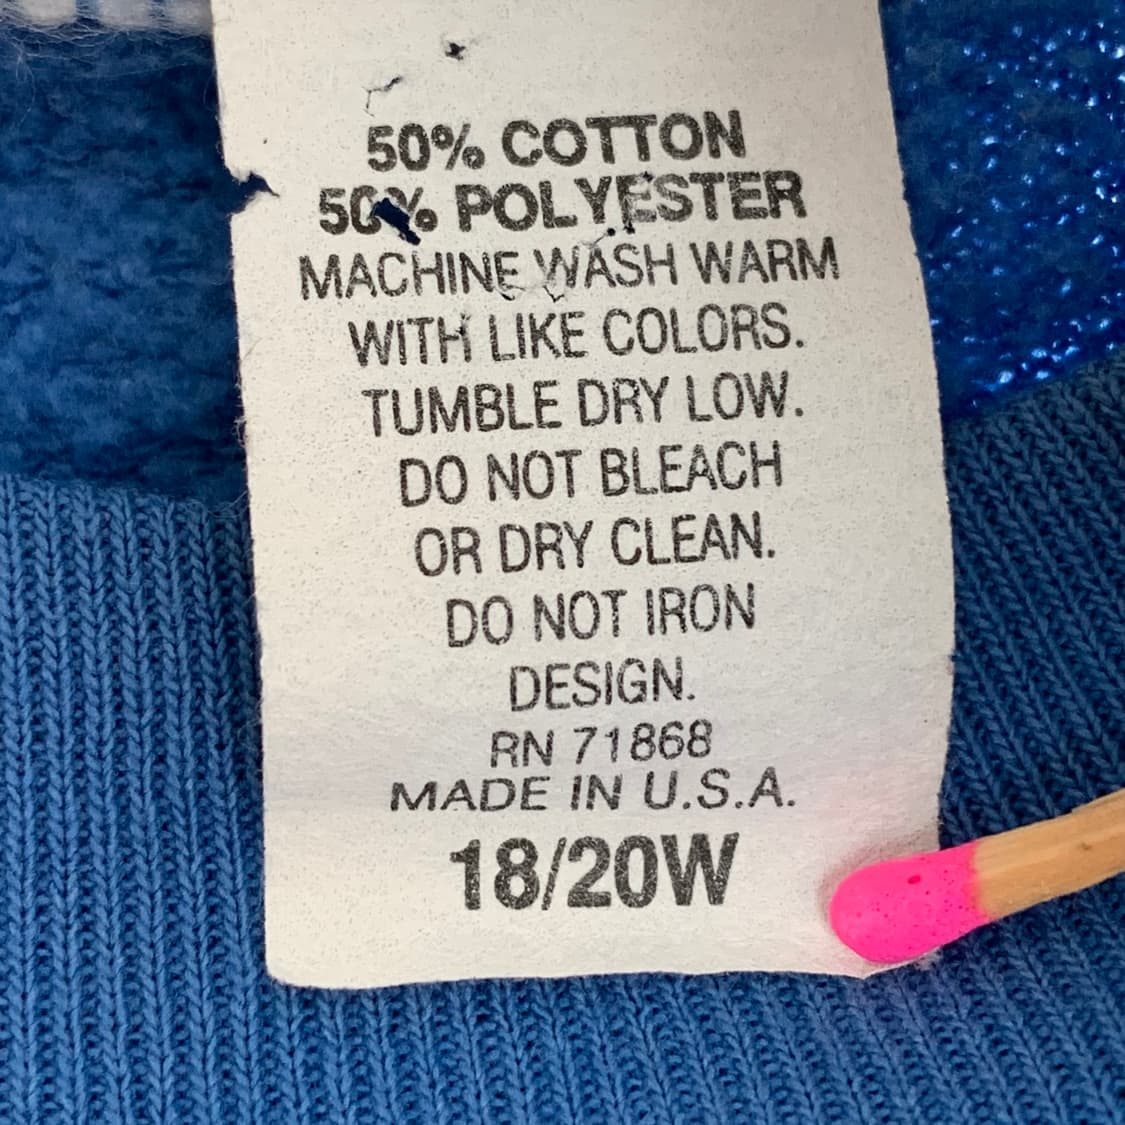 50% COTTON
50% POLYESTER
MACHINE WASH WARM
WITH LIKE COLORS.
TUMBLE DRY LOW.
DO NOT BLEACH
OR DRY CLEAN.
DO NOT IRON
DESIGN.
RN 71868
MADE IN U.S.A.
18/20W